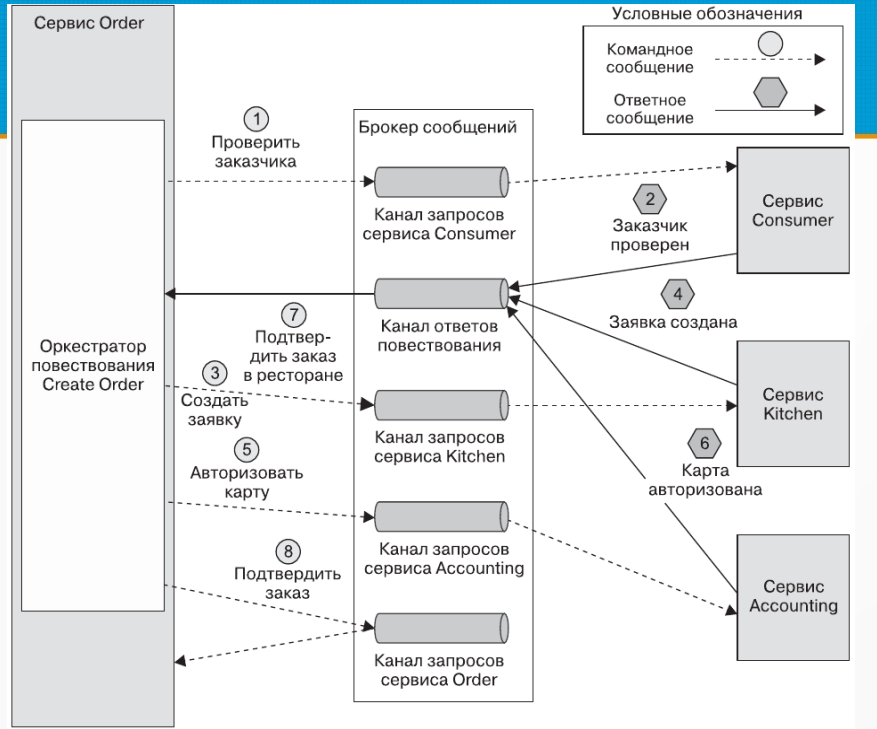 Сервис Order
Условные обозначения
Командное
сообщение
Ответное
сообщение
1
Проверить
заказчика
Брокер сообщений
Канал запросов
сервиса Consumer
2
Заказчик
проверен
Сервис
Consumer
Оркестратор
повествования
Create Order
7
Подтвер-
дить заказ
в ресторане
Канал ответов
повествования
4
Заявка создана
3
Создать
заявку
Канал запросов
сервиса Kitchen
Сервис
Kitchen
5
Авторизовать
карту
6
Карта
авторизована
Канал запросов
сервиса Accounting
8
Подтвердить
заказ
Сервис
Accounting
Канал запросов
сервиса Order